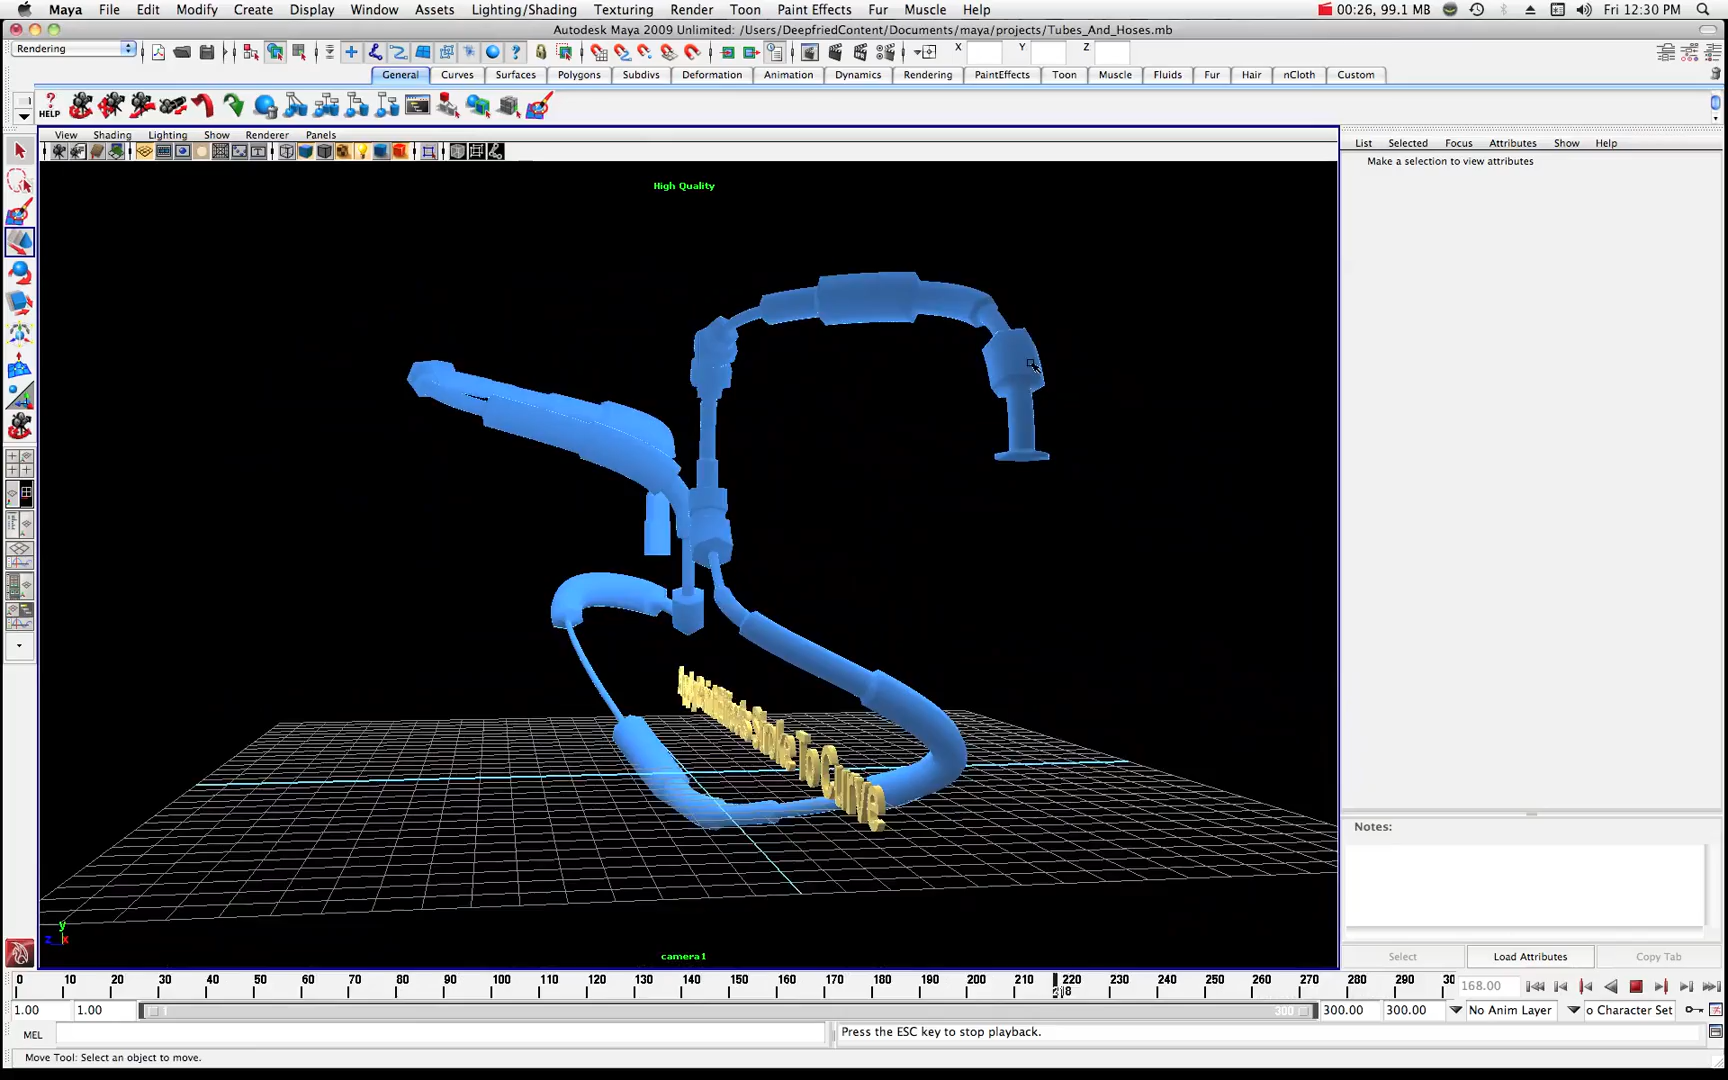 Maya File Edit Modify Create Display Window Assets Lighting/Shading Texturing Render Toon Paint Effects Fur Muscle Help 00:26, 99.1 MB Fri 12:30 PM
Autodesk Maya 2009 Unlimited: /Users/DeepfriedContent/Documents/maya/projects/Tubes_And_Hoses.mb
Rendering X Y Z
General Curves Surfaces Polygons Subdivs Deformation Animation Dynamics Rendering PaintEffects Toon Muscle Fluids Fur Hair nCloth Custom
HELP
View Shading Lighting Show Renderer Panels
List Selected Focus Attributes Show Help
Make a selection to view attributes
High Quality
To Curve
Notes:
y
z x
camera1
Select Load Attributes Copy Tab
0 10 20 30 40 50 60 70 80 90 100 110 120 130 140 150 160 170 180 190 200 210 220 230 240 250 260 270 280 290 30
168.00
1.00 1.00 1 300 300.00 300.00 No Anim Layer o Character Set
MEL Press the ESC key to stop playback.
Move Tool: Select an object to move.